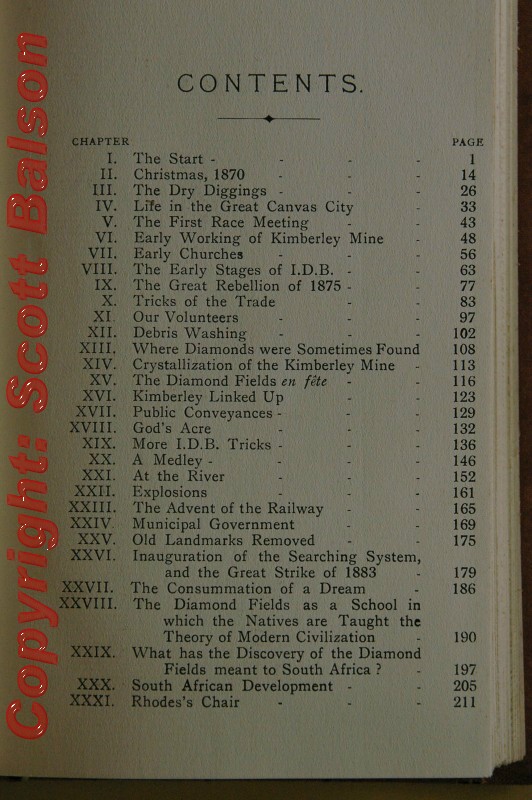 CONTENTS.
CHAPTER PAGE
I. The Start - - - - 1
II. Christmas, 1870 - - - 14
III. The Dry Diggings - - - 26
IV. Life in the Great Canvas City - 33
V. The First Race Meeting - - 43
VI. Early Working of Kimberley Mine - 48
VII. Early Churches - - - 56
VIII. The Early Stages of I.D.B. - - 63
IX. The Great Rebellion of 1875 - - 77
X. Tricks of the Trade - - 83
XI. Our Volunteers - - - 97
XII. Debris Washing - - - 102
XIII. Where Diamonds were Sometimes Found 108
XIV. Crystallization of the Kimberley Mine - 113
XV. The Diamond Fields en fête - - 116
XVI. Kimberley Linked Up - - 123
XVII. Public Conveyances - - - 129
XVIII. God's Acre - - - 132
XIX. More I.D.B. Tricks - - - 136
XX. A Medley - - - - 146
XXI. At the River - - - 152
XXII. Explosions - - - 161
XXIII. The Advent of the Railway - - 165
XXIV. Municipal Government - - 169
XXV. Old Landmarks Removed - - 175
XXVI. Inauguration of the Searching System,
and the Great Strike of 1883 - 179
XXVII. The Consummation of a Dream - 186
XXVIII. The Diamond Fields as a School in
which the Natives are Taught the
Theory of Modern Civilization - 190
XXIX. What has the Discovery of the Diamond
Fields meant to South Africa? - 197
XXX. South African Development - - 205
XXXI. Rhodes's Chair - - - 211
Copyright: Scott Balson